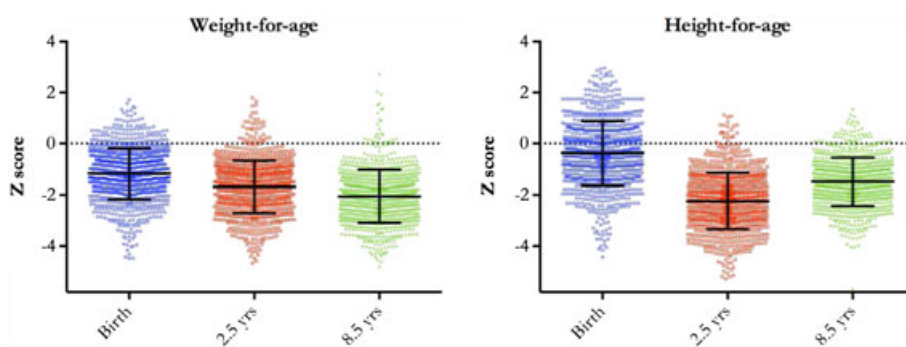 Weight-for-age
Z score
4
2
0
-2
-4
Birth
2.5 yrs
8.5 yrs
Height-for-age
Z score
4
2
0
-2
-4
Birth
2.5 yrs
8.5 yrs